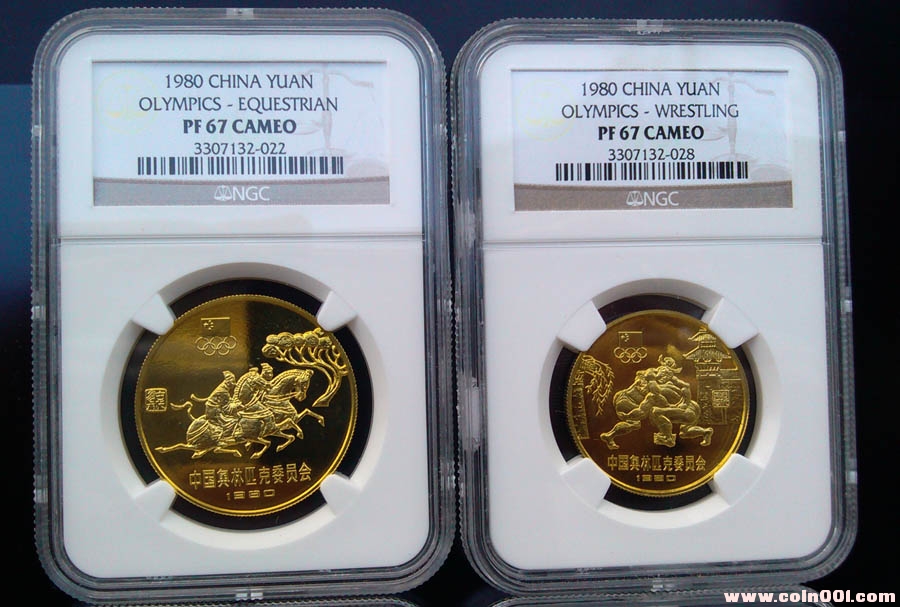 1980 CHINA YUAN
OLYMPICS - EQUESTRIAN
PF 67 CAMEO
3307132-022
NGC
中国奥林匹克委员会
1980
1980 CHINA YUAN
OLYMPICS - WRESTLING
PF 67 CAMEO
3307132-028
NGC
中国奥林匹克委员会
1980
www.coin001.com